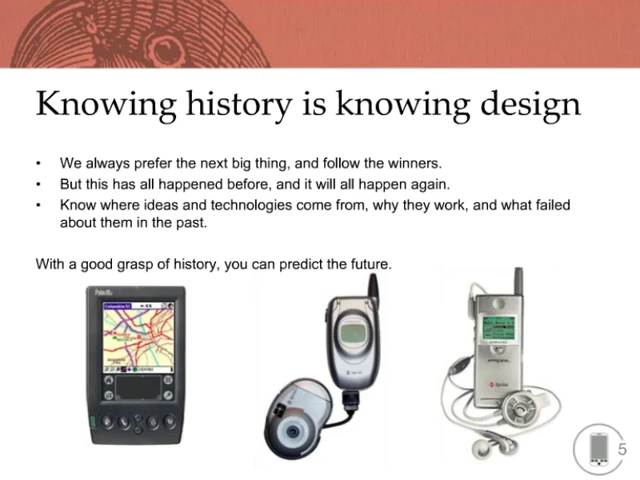 Knowing history is knowing design
• We always prefer the next big thing, and follow the winners.
• But this has all happened before, and it will all happen again.
• Know where ideas and technologies come from, why they work, and what failed
about them in the past.
With a good grasp of history, you can predict the future.
5